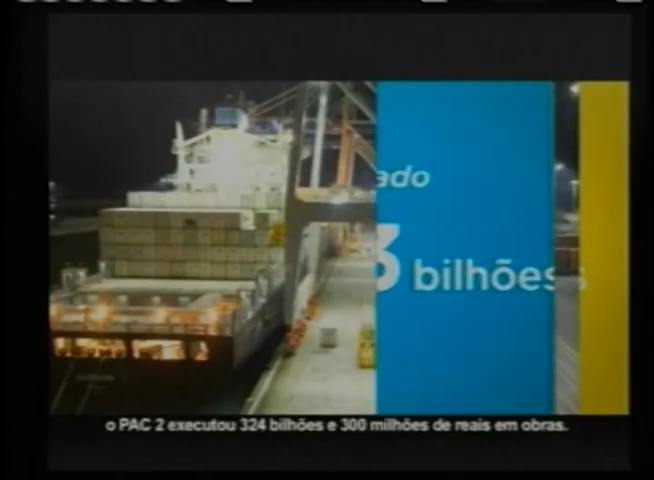 ado
3 bilhões
o PAC 2 executou 324 bilhões e 300 milhões de reais em obras.